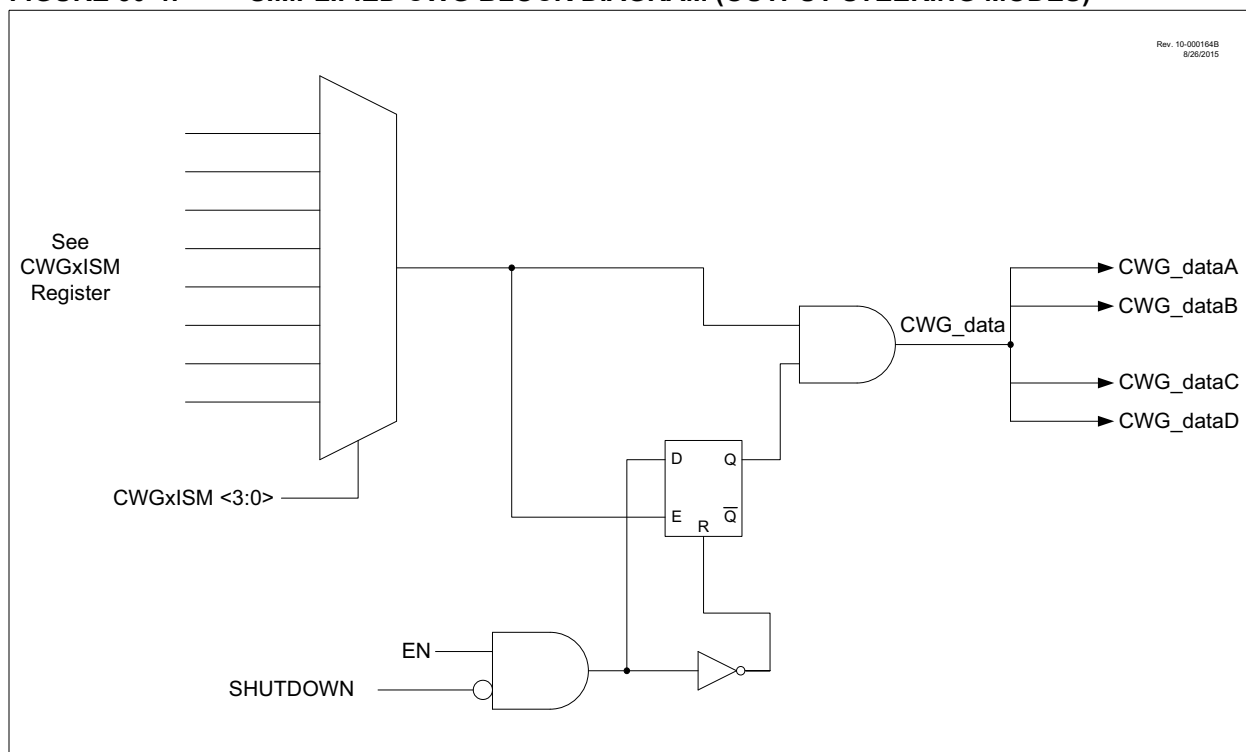 Rev. 10-000164B
8/26/2015
See
CWGxISM
Register
CWGxISM <3:0>
CWG_data
CWG_dataA
CWG_dataB
CWG_dataC
CWG_dataD
D
Q
E
R
Q
EN
SHUTDOWN